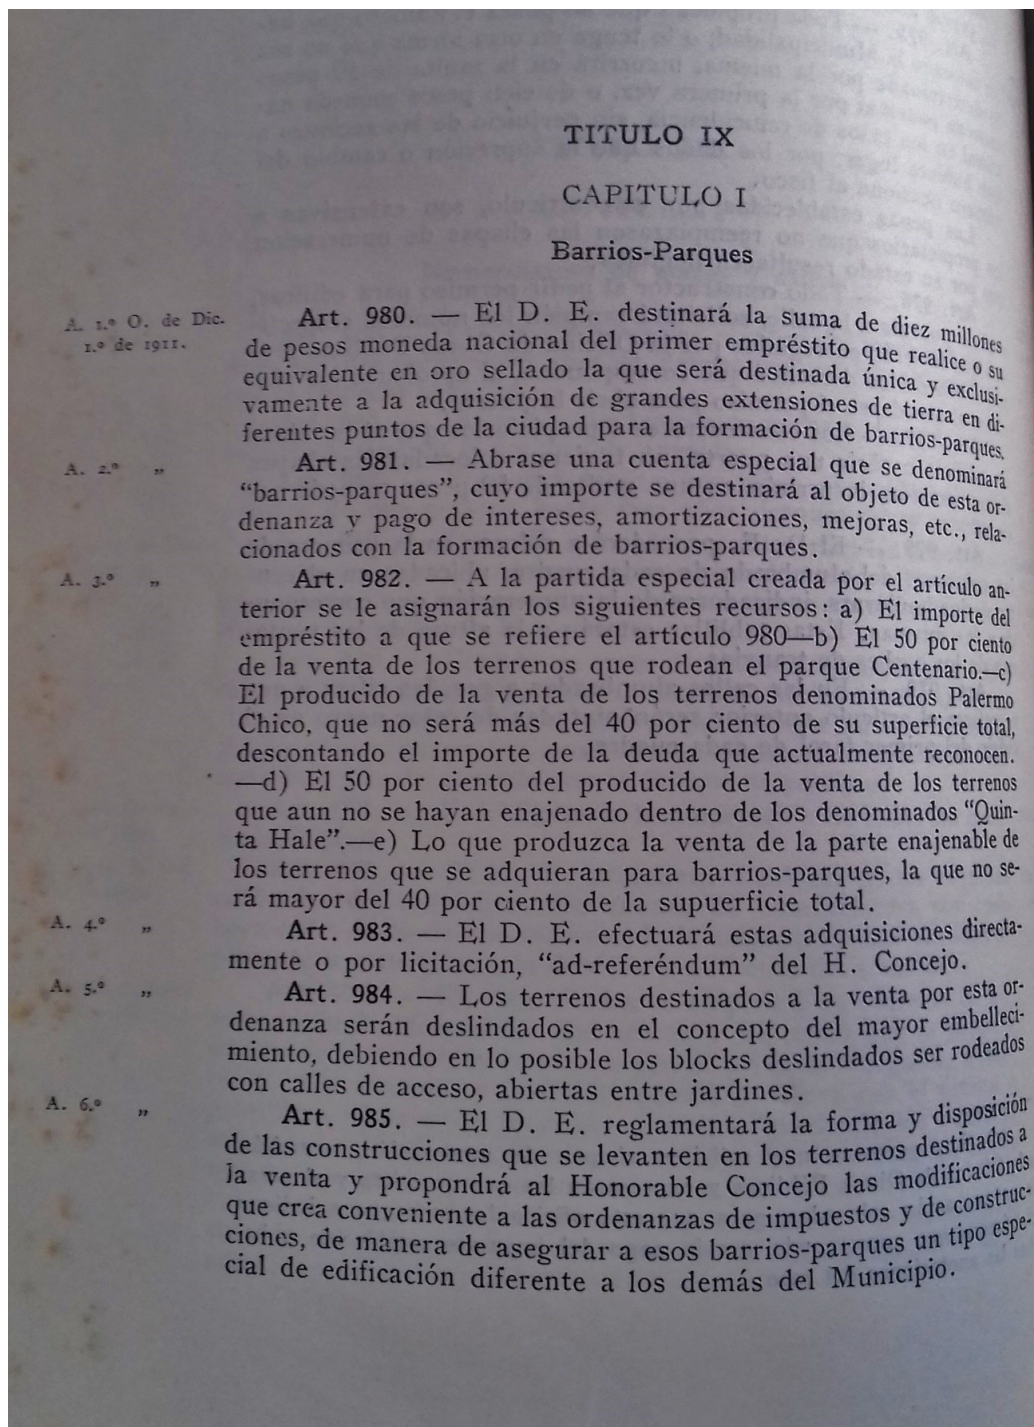 TITULO IX
CAPITULO I
Barrios-Parques
A. 1.º O. de Dic.
1.º de 1911.
Art. 980. — El D. E. destinará la suma de diez millones
de pesos moneda nacional del primer empréstito que realice o su
equivalente en oro sellado la que será destinada única y exclusi-
vamente a la adquisición de grandes extensiones de tierra en di-
ferentes puntos de la ciudad para la formación de barrios-parques.
A. 2.º „
Art. 981. — Abrase una cuenta especial que se denominará
“barrios-parques”, cuyo importe se destinará al objeto de esta or-
denanza y pago de intereses, amortizaciones, mejoras, etc., rela-
cionados con la formación de barrios-parques.
A. 3.º „
Art. 982. — A la partida especial creada por el artículo an-
terior se le asignarán los siguientes recursos: a) El importe del
empréstito a que se refiere el artículo 980—b) El 50 por ciento
de la venta de los terrenos que rodean el parque Centenario.—c)
El producido de la venta de los terrenos denominados Palermo
Chico, que no será más del 40 por ciento de su superficie total,
descontando el importe de la deuda que actualmente reconocen.
—d) El 50 por ciento del producido de la venta de los terrenos
que aun no se hayan enajenado dentro de los denominados “Quin-
ta Hale”.—e) Lo que produzca la venta de la parte enajenable de
los terrenos que se adquieran para barrios-parques, la que no se-
rá mayor del 40 por ciento de la supuerficie total.
A. 4.º „
Art. 983. — El D. E. efectuará estas adquisiciones directa-
mente o por licitación, “ad-referéndum” del H. Concejo.
A. 5.º „
Art. 984. — Los terrenos destinados a la venta por esta or-
denanza serán deslindados en el concepto del mayor embelleci-
miento, debiendo en lo posible los blocks deslindados ser rodeados
con calles de acceso, abiertas entre jardines.
A. 6.º „
Art. 985. — El D. E. reglamentará la forma y disposición
de las construcciones que se levanten en los terrenos destinados a
la venta y propondrá al Honorable Concejo las modificaciones
que crea conveniente a las ordenanzas de impuestos y de construc-
ciones, de manera de asegurar a esos barrios-parques un tipo espe-
cial de edificación diferente a los demás del Municipio.